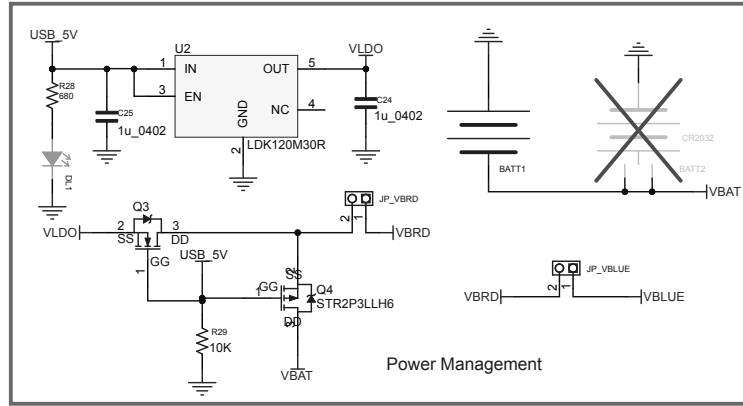 USB_5V
U2
VLDO
1
IN
OUT
5
R28
680
3
EN
C25
1u_0402
GND
NC
4
C24
1u_0402
2
LDK120M30R
DL1
BATT1
CR2032
BATT2
VBAT
Q3
JP_VBRD
2
1
VLDO
2
3
VBRD
SS
DD
USB_5V
GG
1
2
SS
GG
1
Q4
STR2P3LLH6
DD
3
R29
10K
VBAT
JP_VBLUE
2
1
VBRD
VBLUE
Power Management